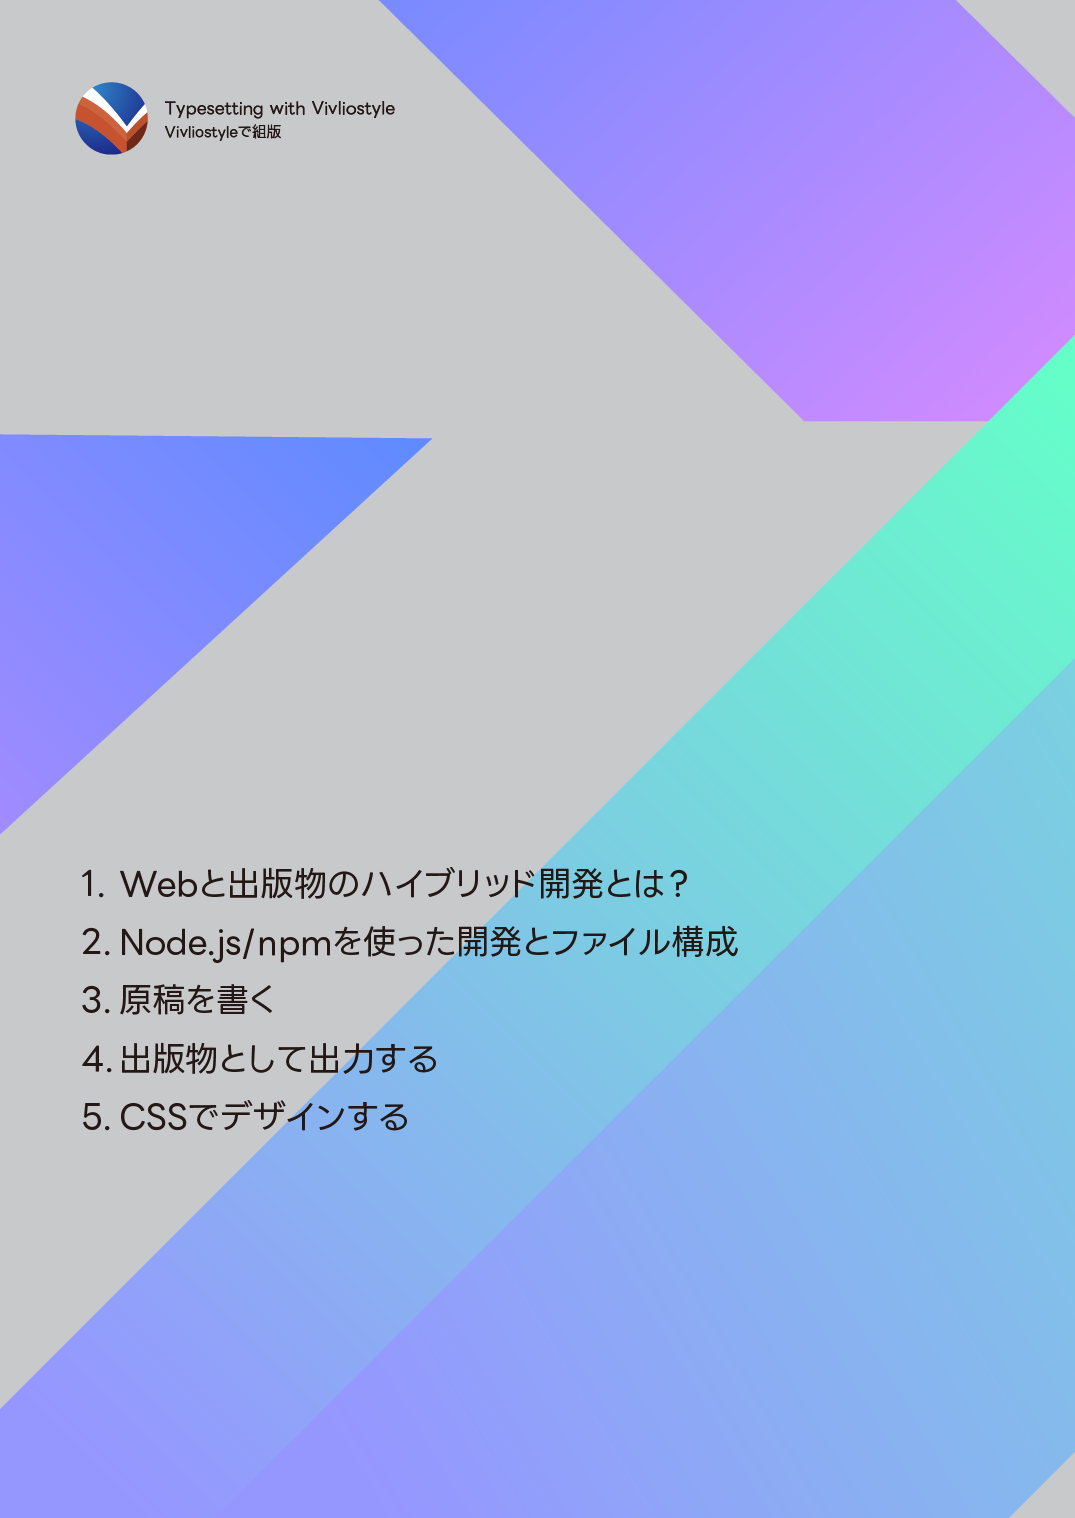 Typesetting with Vivliostyle
Vivliostyleで組版
1. Webと出版物のハイブリッド開発とは？
2. Node.js/npmを使った開発とファイル構成
3. 原稿を書く
4. 出版物として出力する
5. CSSでデザインする